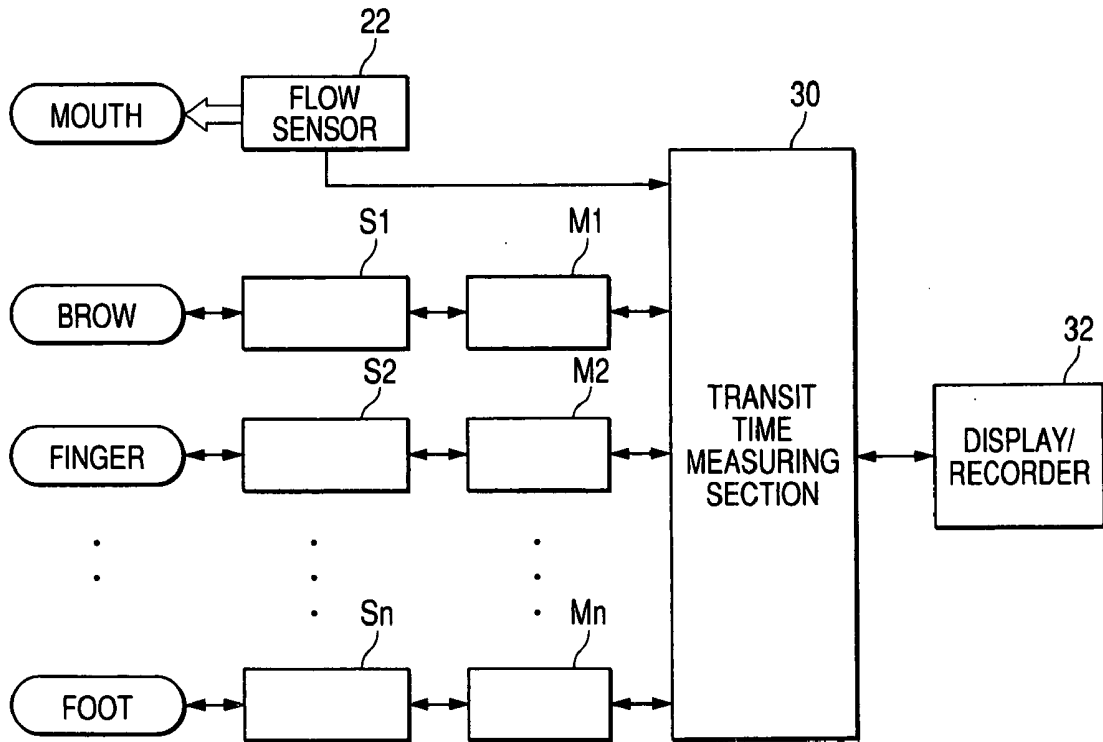 22
MOUTH
FLOW
SENSOR
30
S1
M1
BROW
32
S2
M2
FINGER
TRANSIT
TIME
MEASURING
SECTION
DISPLAY/
RECORDER
Sn
Mn
FOOT